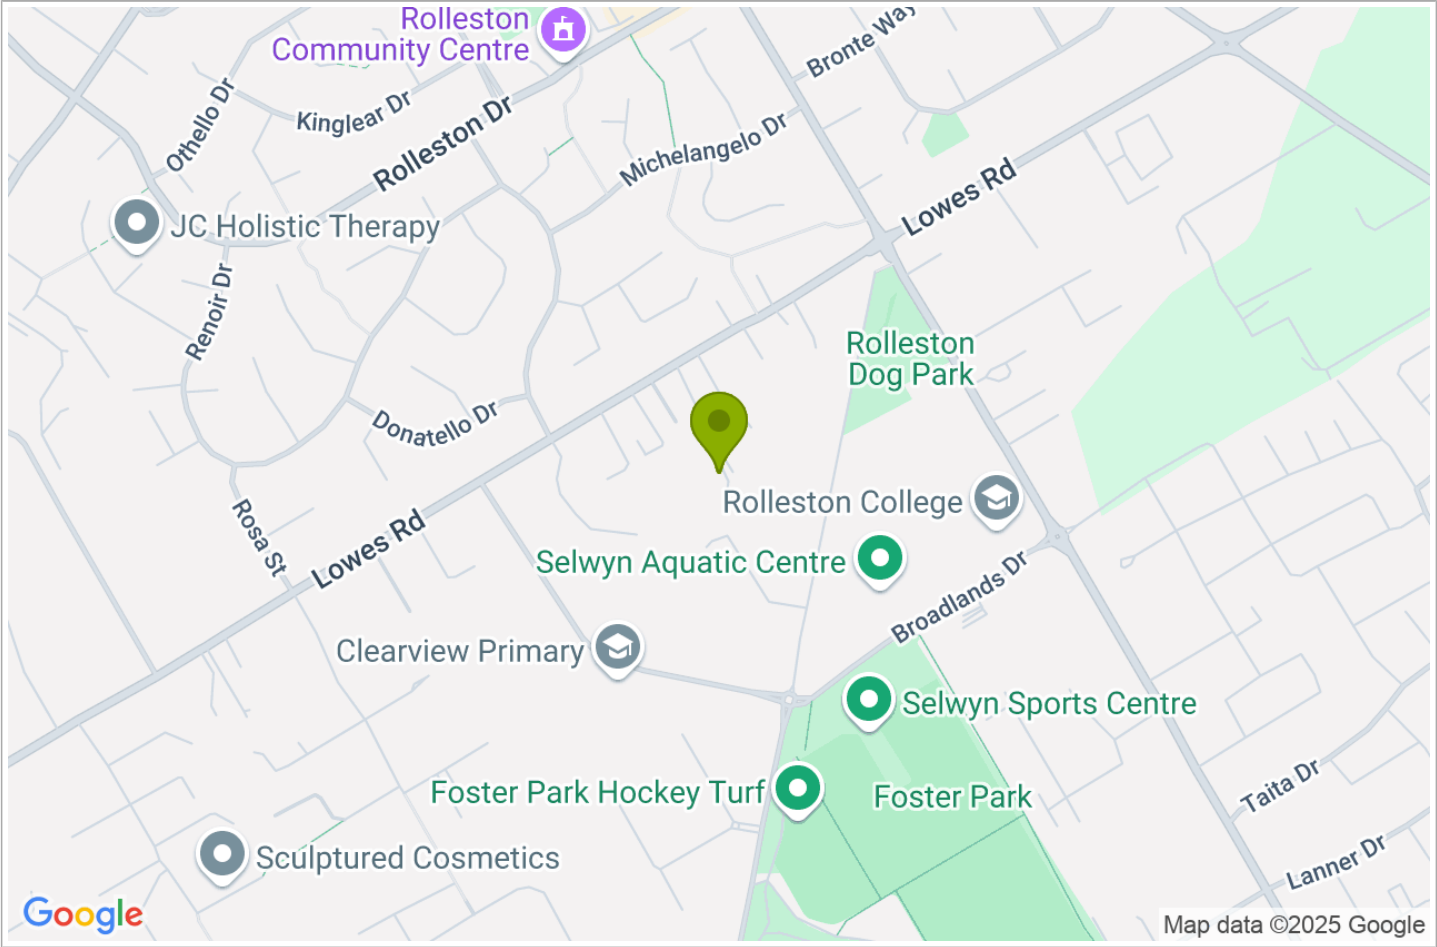 Rolleston
Community Centre
Bronte Way
Othello Dr
Kinglear Dr
Rolleston Dr
Michelangelo Dr
Lowes Rd
JC Holistic Therapy
Renoir Dr
Rolleston
Dog Park
Donatello Dr
Rolleston College
Rosa St
Lowes Rd
Selwyn Aquatic Centre
Broadlands Dr
Clearview Primary
Selwyn Sports Centre
Foster Park Hockey Turf
Foster Park
Taita Dr
Sculptured Cosmetics
Lanner Dr
Google
Map data ©2025 Google